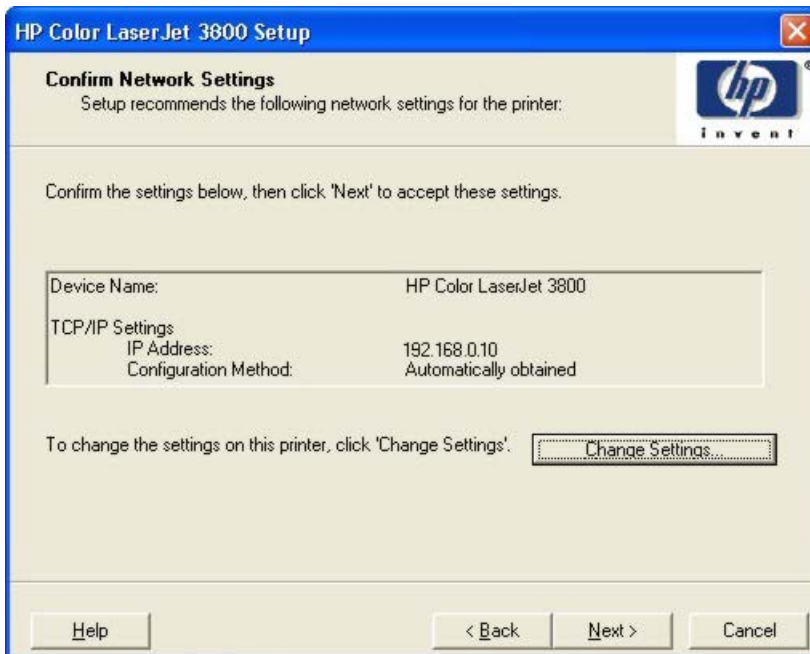 HP Color LaserJet 3800 Setup
Confirm Network Settings
Setup recommends the following network settings for the printer:
hp
®
invent
Confirm the settings below, then click 'Next' to accept these settings.
Device Name: HP Color LaserJet 3800
TCP/IP Settings
IP Address: 192.168.0.10
Configuration Method: Automatically obtained
To change the settings on this printer, click 'Change Settings'. Change Settings...
Help < Back Next > Cancel